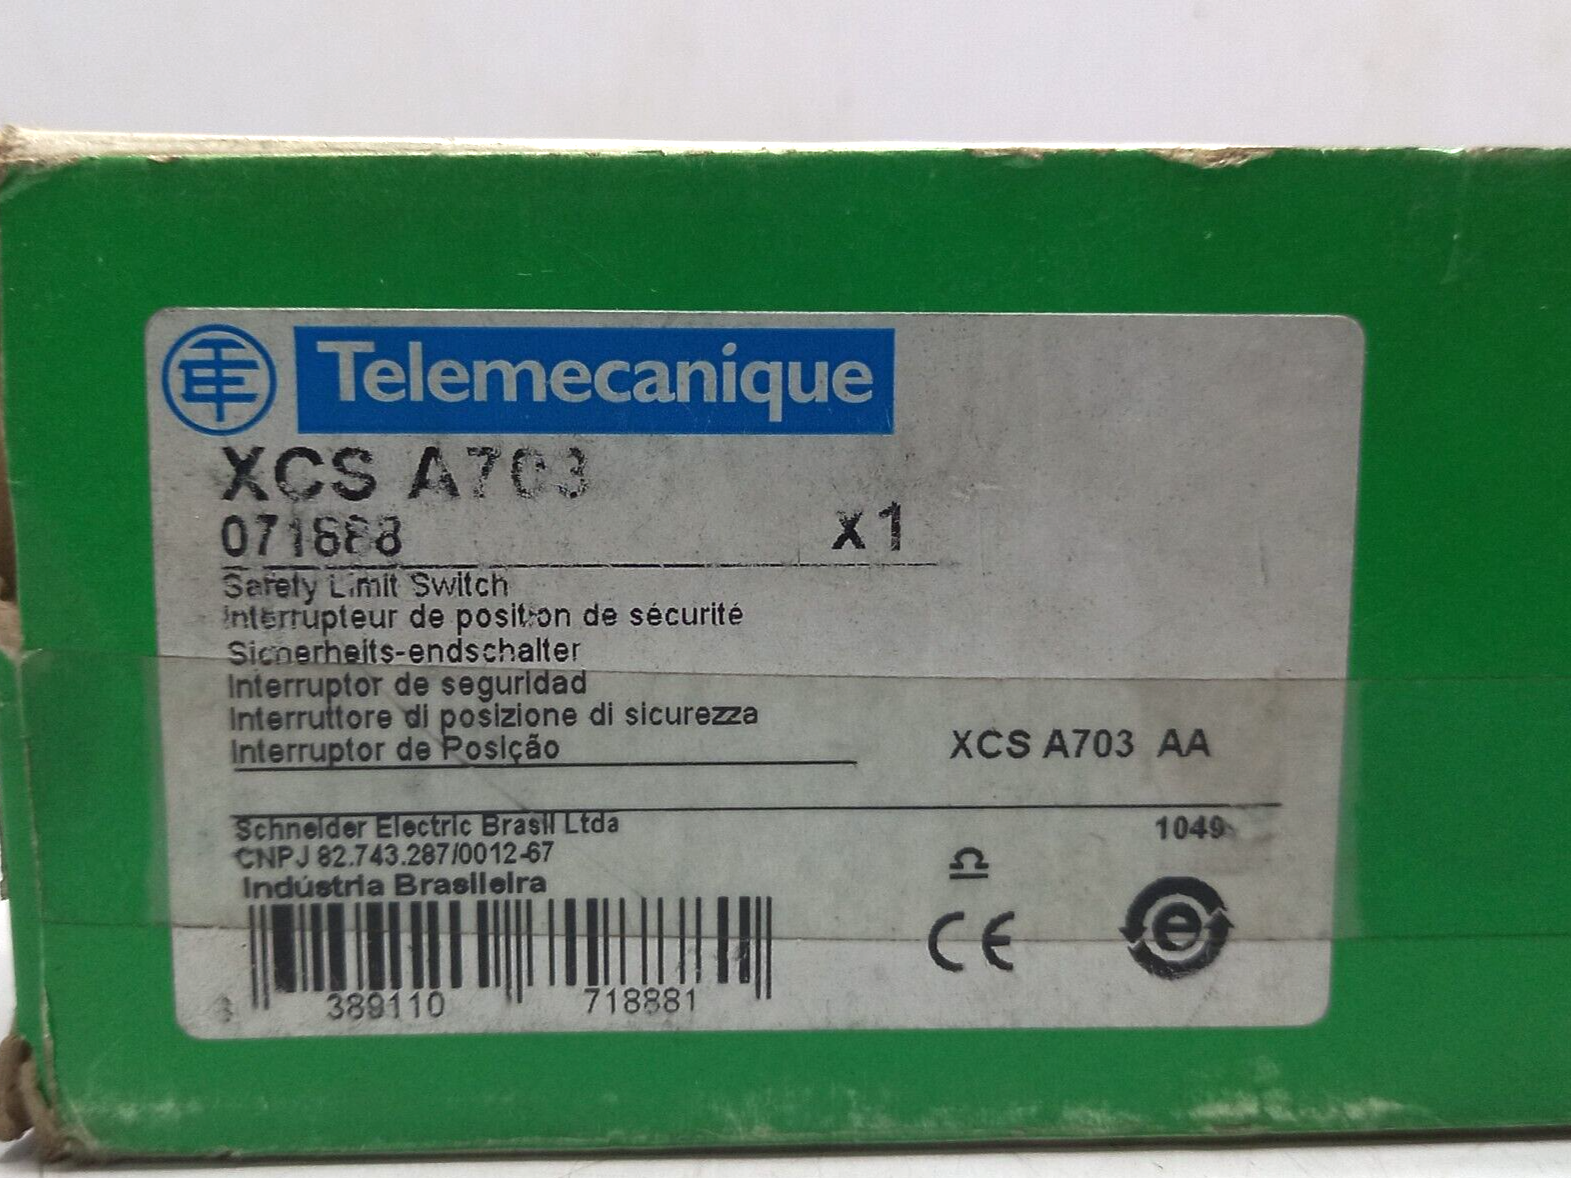 Telemecanique
XCS A703
071688 x1
Safety Limit Switch
Interrupteur de position de sécurité
Sicherheits-endschalter
Interruptor de seguridad
Interruttore di posizione di sicurezza
Interruptor de Posição
XCS A703 AA
Schneider Electric Brasil Ltda
1049
CNPJ 82.743.287/0012-67
Indústria Brasileira
CE
389110 718881